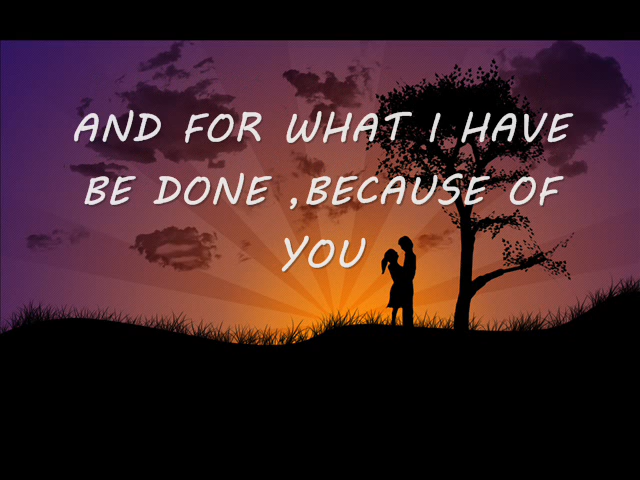 AND FOR WHAT I HAVE
BE DONE ,BECAUSE OF
YOU